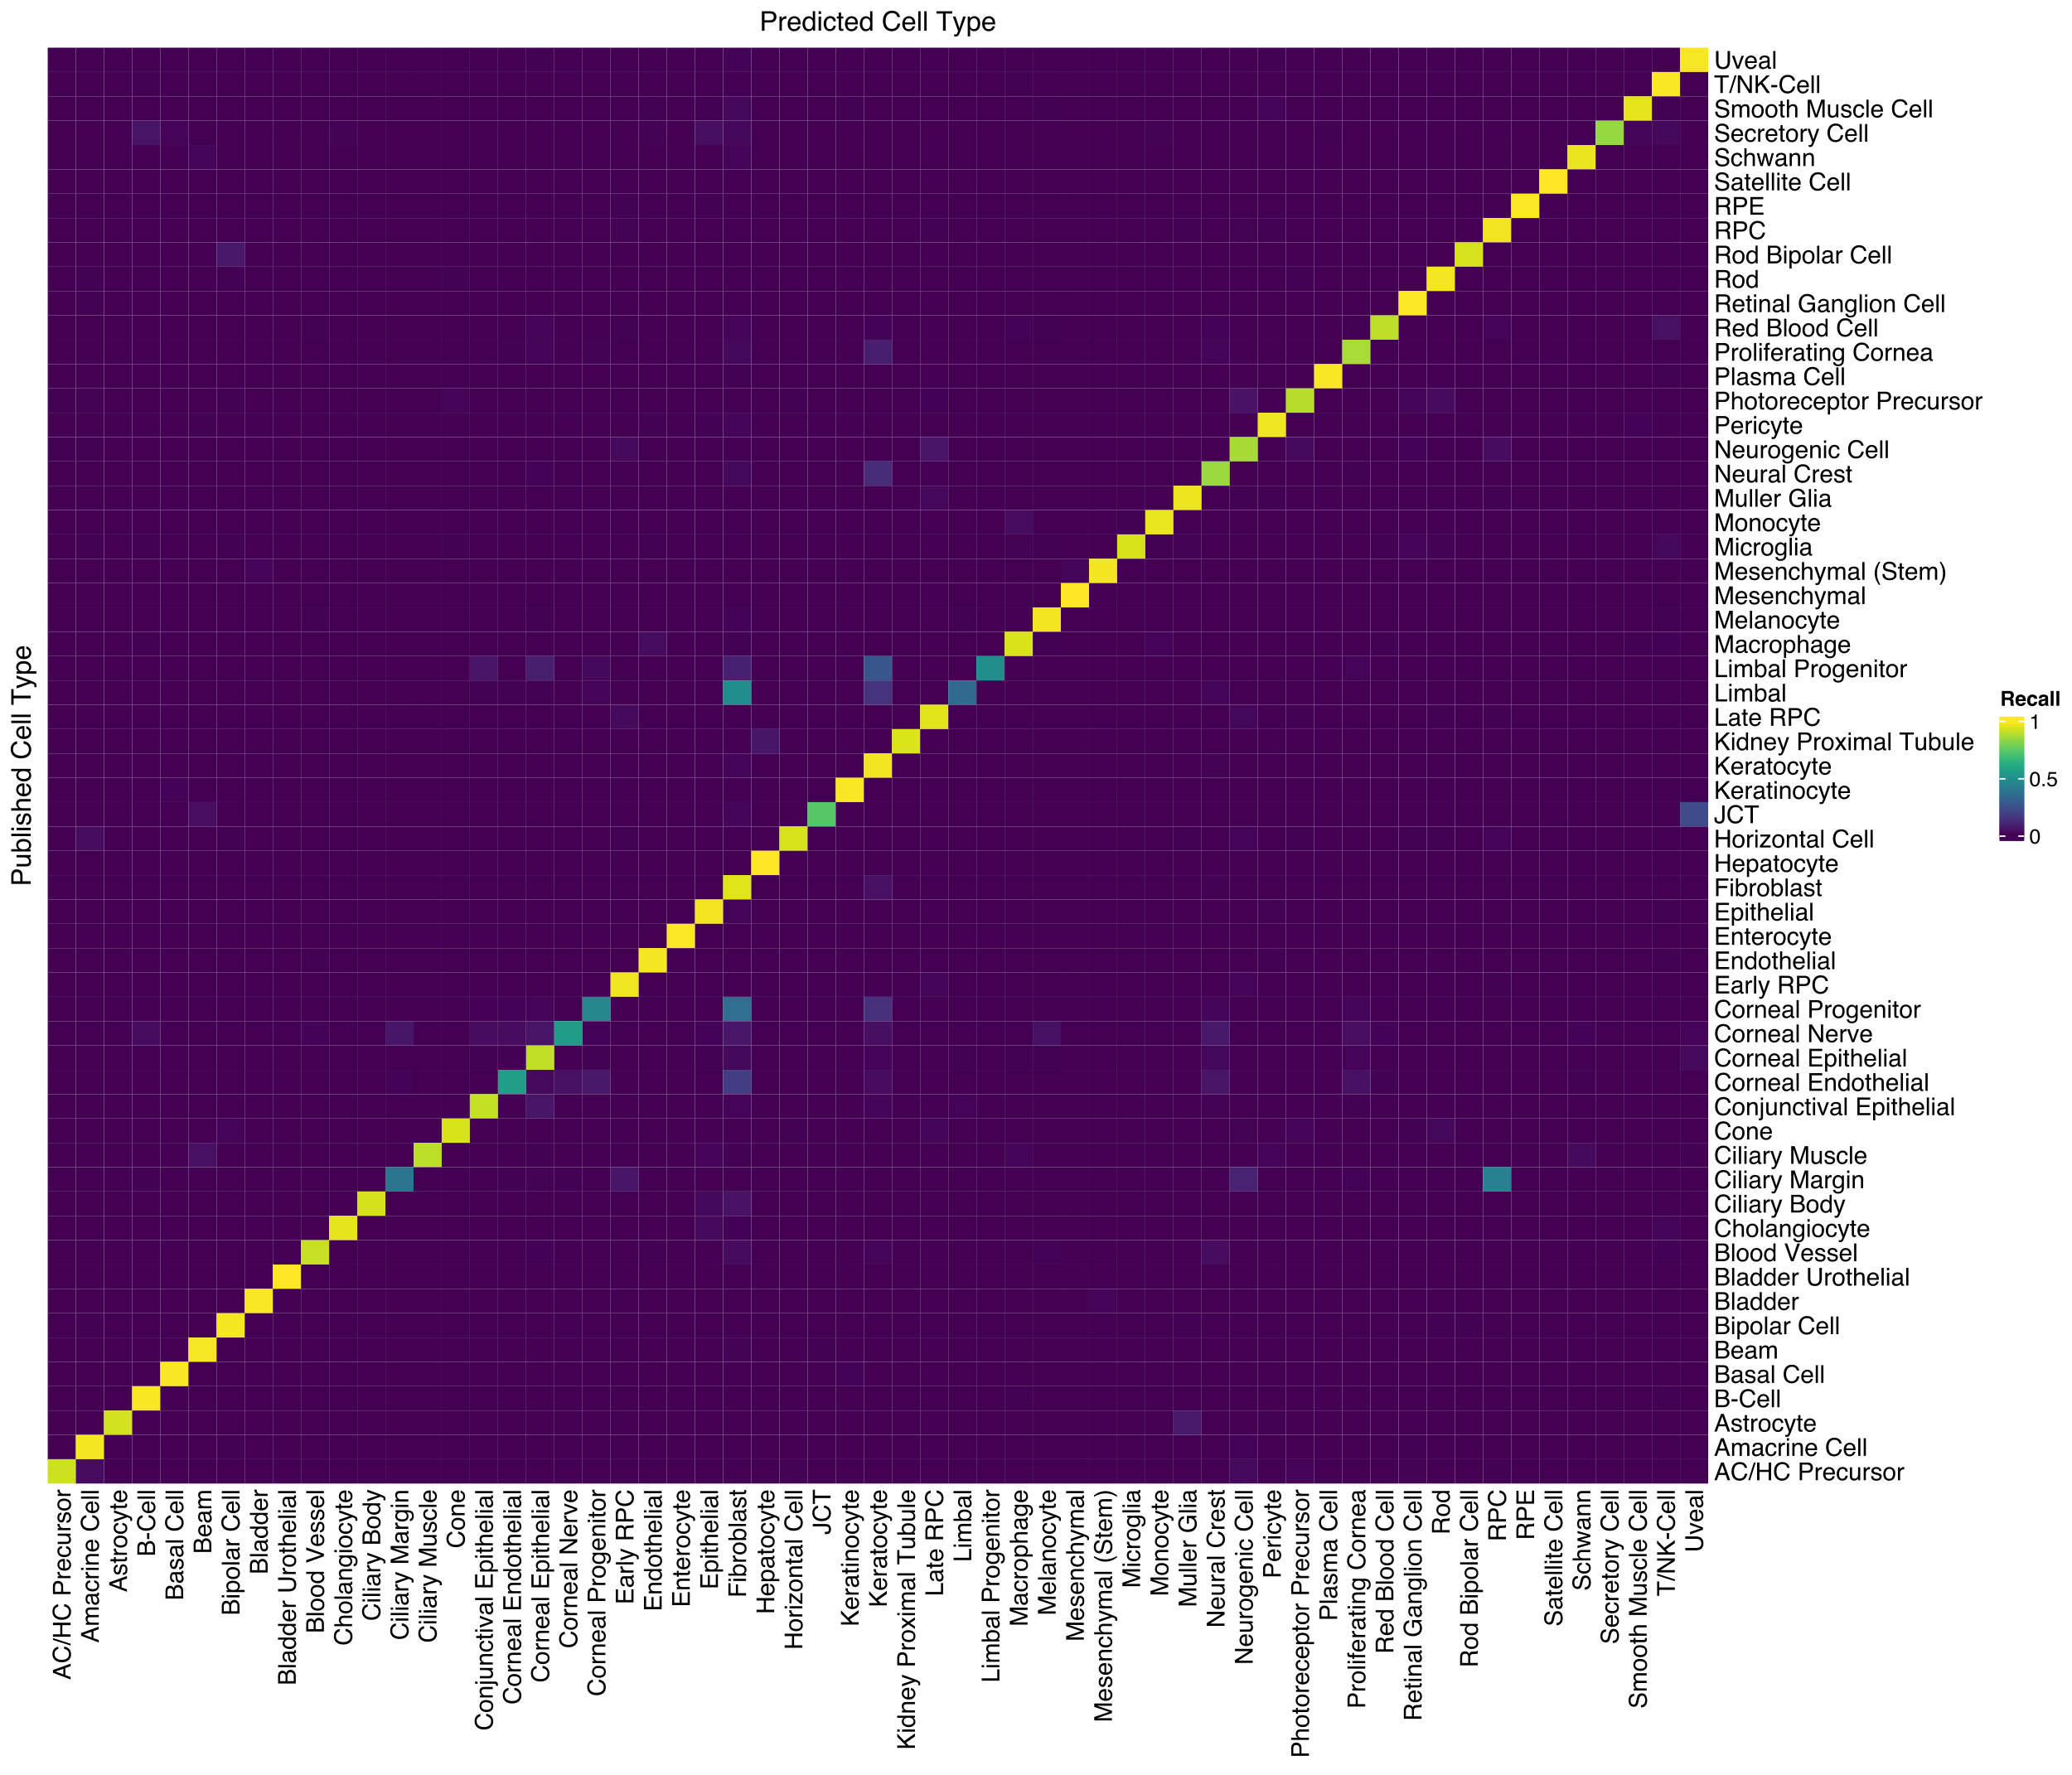 Predicted Cell Type
Uveal
T/NK-Cell
Smooth Muscle Cell
Secretory Cell
Schwann
Satellite Cell
RPE
RPC
Rod Bipolar Cell
Rod
Retinal Ganglion Cell
Red Blood Cell
Proliferating Cornea
Plasma Cell
Photoreceptor Precursor
Pericyte
Neurogenic Cell
Neural Crest
Muller Glia
Monocyte
Microglia
Mesenchymal (Stem)
Mesenchymal
Melanocyte
Macrophage
Limbal Progenitor
Limbal
Late RPC
Kidney Proximal Tubule
Keratocyte
Keratinocyte
JCT
Horizontal Cell
Hepatocyte
Fibroblast
Epithelial
Enterocyte
Endothelial
Early RPC
Corneal Progenitor
Corneal Nerve
Corneal Epithelial
Corneal Endothelial
Conjunctival Epithelial
Cone
Ciliary Muscle
Ciliary Margin
Ciliary Body
Cholangiocyte
Blood Vessel
Bladder Urothelial
Bladder
Bipolar Cell
Beam
Basal Cell
B-Cell
Astrocyte
Amacrine Cell
AC/HC Precursor
Published Cell Type
Recall
1
0.5
0
AC/HC Precursor
Amacrine Cell
Astrocyte
B-Cell
Basal Cell
Beam
Bipolar Cell
Bladder
Bladder Urothelial
Blood Vessel
Cholangiocyte
Ciliary Body
Ciliary Margin
Ciliary Muscle
Cone
Conjunctival Epithelial
Corneal Endothelial
Corneal Epithelial
Corneal Nerve
Corneal Progenitor
Early RPC
Endothelial
Enterocyte
Epithelial
Fibroblast
Hepatocyte
Horizontal Cell
JCT
Keratinocyte
Keratocyte
Kidney Proximal Tubule
Late RPC
Limbal
Limbal Progenitor
Macrophage
Melanocyte
Mesenchymal
Mesenchymal (Stem)
Microglia
Monocyte
Muller Glia
Neural Crest
Neurogenic Cell
Pericyte
Photoreceptor Precursor
Plasma Cell
Proliferating Cornea
Red Blood Cell
Retinal Ganglion Cell
Rod
Rod Bipolar Cell
RPC
RPE
Satellite Cell
Schwann
Secretory Cell
Smooth Muscle Cell
T/NK-Cell
Uveal